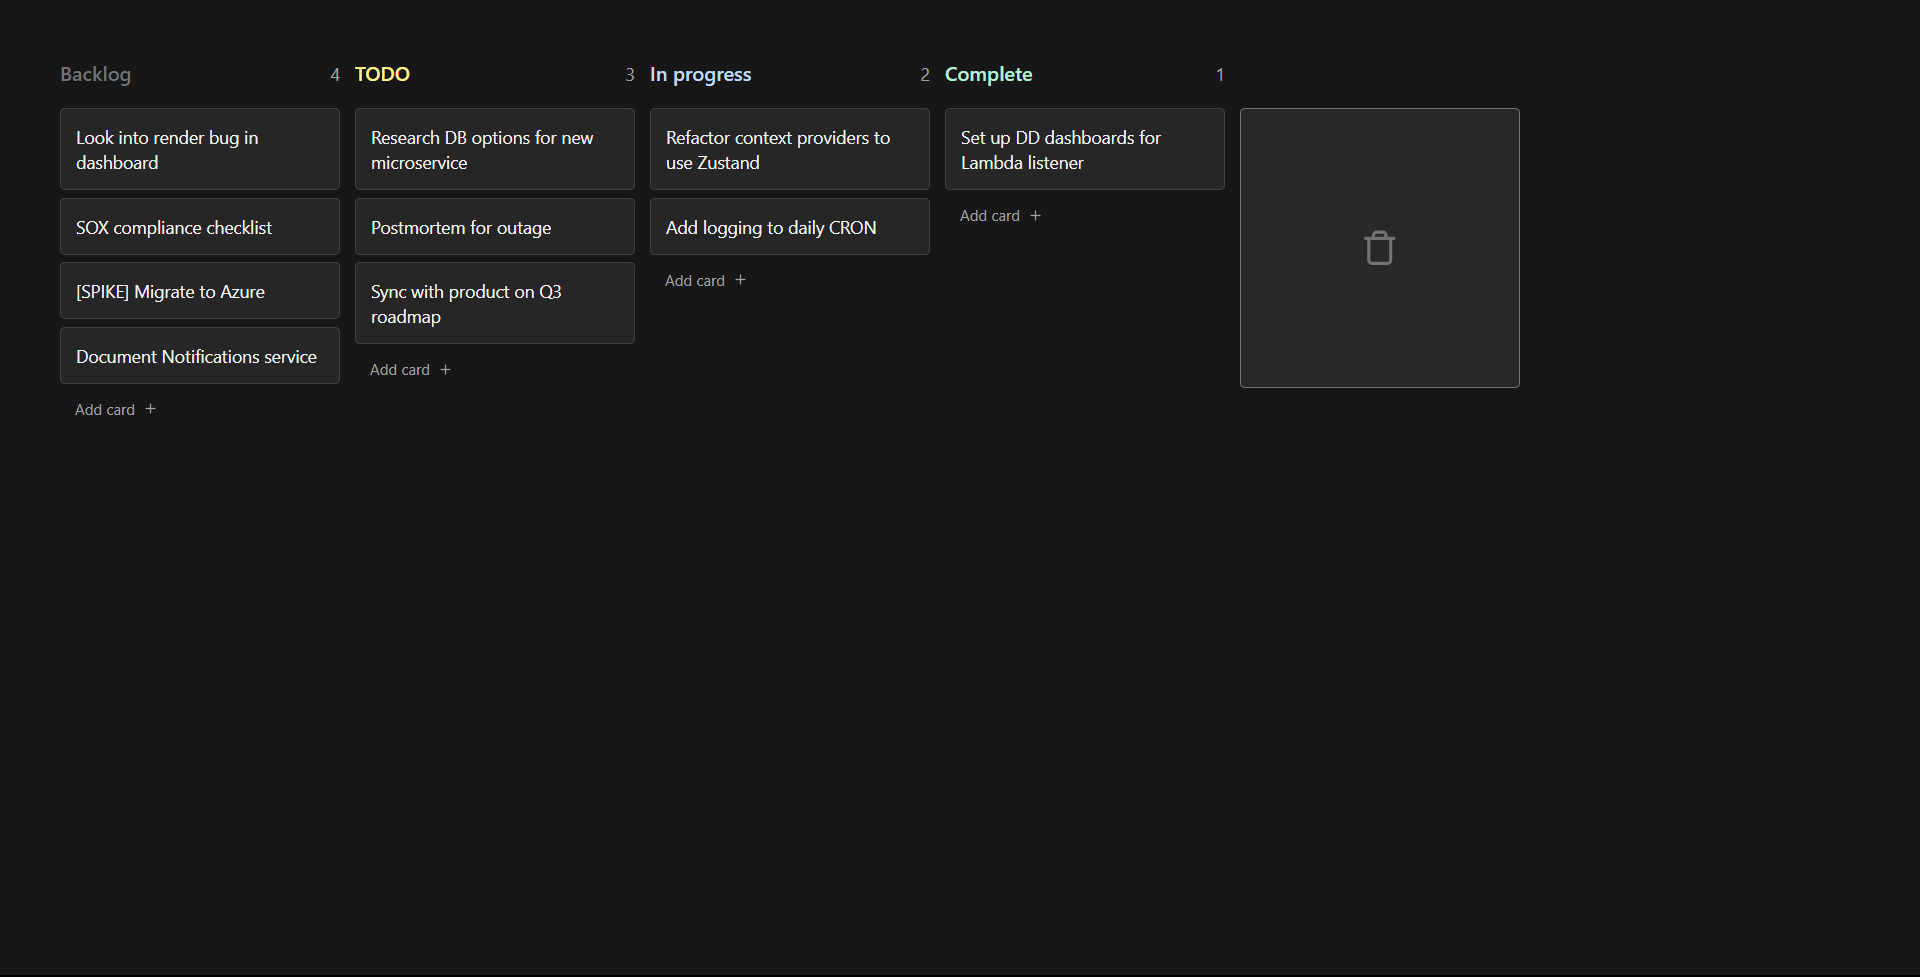 Backlog 4
Look into render bug in
dashboard
SOX compliance checklist
[SPIKE] Migrate to Azure
Document Notifications service
Add card +
TODO 3
Research DB options for new
microservice
Postmortem for outage
Sync with product on Q3
roadmap
Add card +
In progress 2
Refactor context providers to
use Zustand
Add logging to daily CRON
Add card +
Complete 1
Set up DD dashboards for
Lambda listener
Add card +